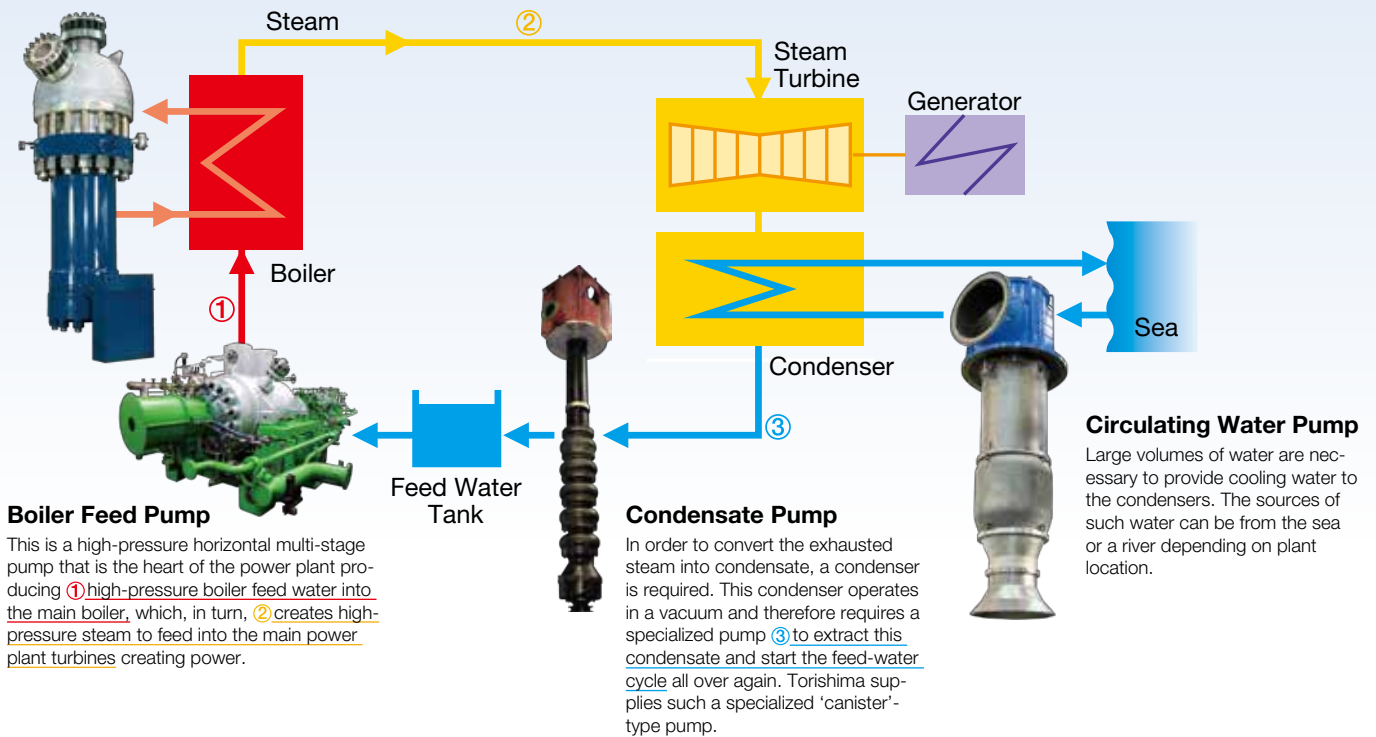 Steam
②
Steam
Turbine
Generator
Boiler
①
Sea
Condenser
③
Feed Water
Tank
Boiler Feed Pump
This is a high-pressure horizontal multi-stage
pump that is the heart of the power plant pro-
ducing ①high-pressure boiler feed water into
the main boiler, which, in turn, ②creates high-
pressure steam to feed into the main power
plant turbines creating power.
Condensate Pump
In order to convert the exhausted
steam into condensate, a condenser
is required. This condenser operates
in a vacuum and therefore requires a
specialized pump ③to extract this
condensate and start the feed-water
cycle all over again. Torishima sup-
plies such a specialized ‘canister’-
type pump.
Circulating Water Pump
Large volumes of water are nec-
essary to provide cooling water to
the condensers. The sources of
such water can be from the sea
or a river depending on plant
location.